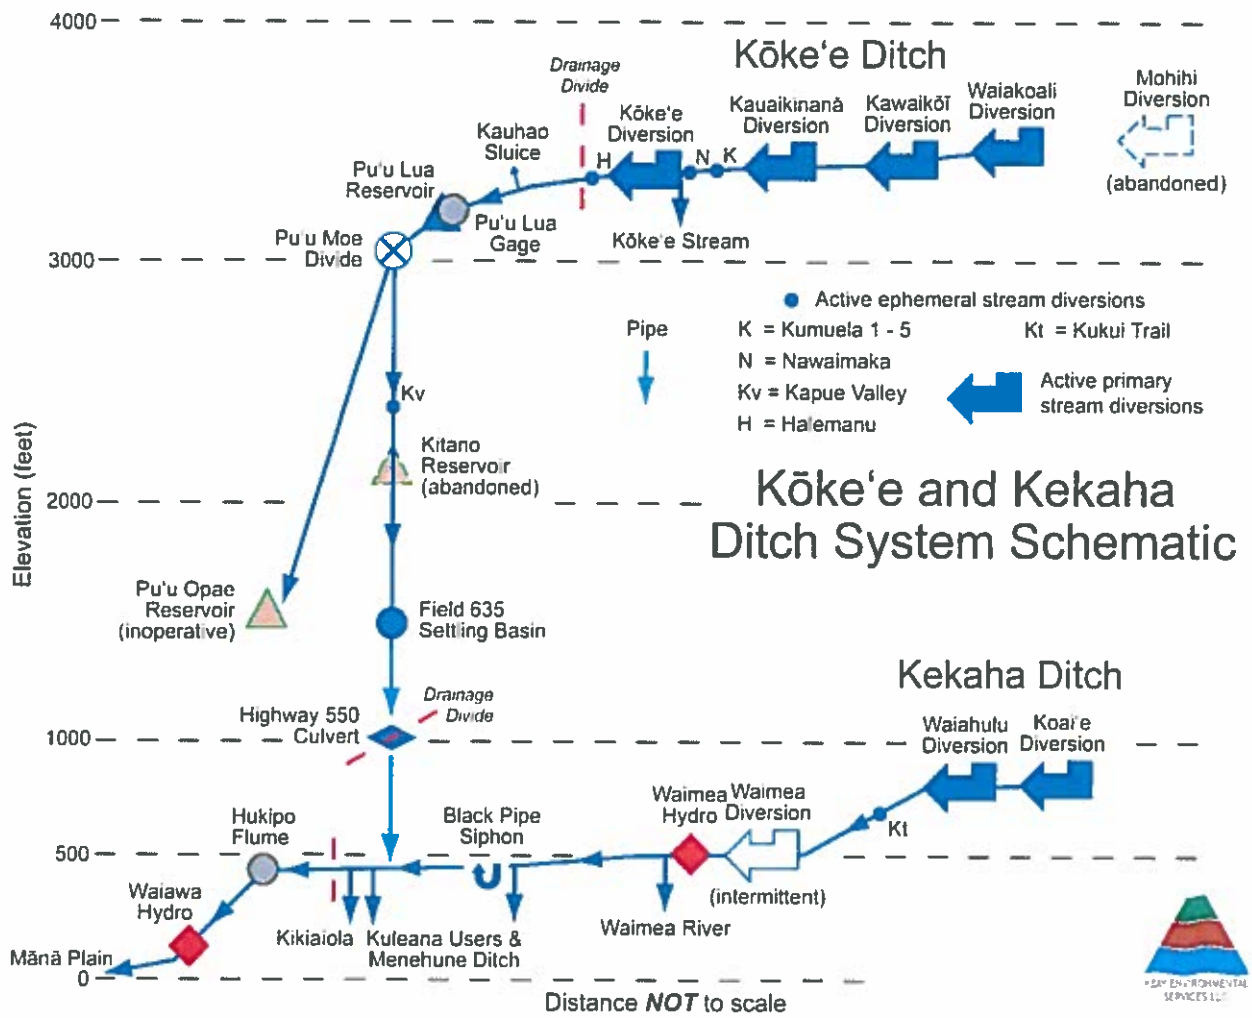 4000
Kōke‘e Ditch
Drainage
Divide
Mohihi
Diversion
Waiakoali
Diversion
Kawaikōī
Diversion
Kauaikinanā
Diversion
Kōke‘e
Diversion
Kauhao
Sluice
H
N
K
(abandoned)
Pu‘u Lua
Reservoir
Pu‘u Lua
Gage
Kōke‘e Stream
Pu‘u Moe
Divide
3000
Active ephemeral stream diversions
Pipe
K = Kumuela 1 - 5
Kt = Kukui Trail
N = Nawaimaka
Kv = Kapue Valley
H = Halemanu
Active primary
stream diversions
Kv
Kitano
Reservoir
(abandoned)
Elevation (feet)
2000
Kōke‘e and Kekaha
Ditch System Schematic
Pu‘u Opae
Reservoir
(inoperative)
Field 635
Settling Basin
Kekaha Ditch
Drainage
Divide
Highway 550
Culvert
1000
Waiahulu
Diversion
Koai‘e
Diversion
Waimea
Hydro
Waimea
Diversion
Kt
Hukipo
Flume
Black Pipe
Siphon
500
(intermittent)
Waiawa
Hydro
Kikiaiola
Kuleana Users &
Menehune Ditch
Waimea River
Mānā Plain
0
Distance NOT to scale
ENVIRONMENTAL
SERVICES LLC